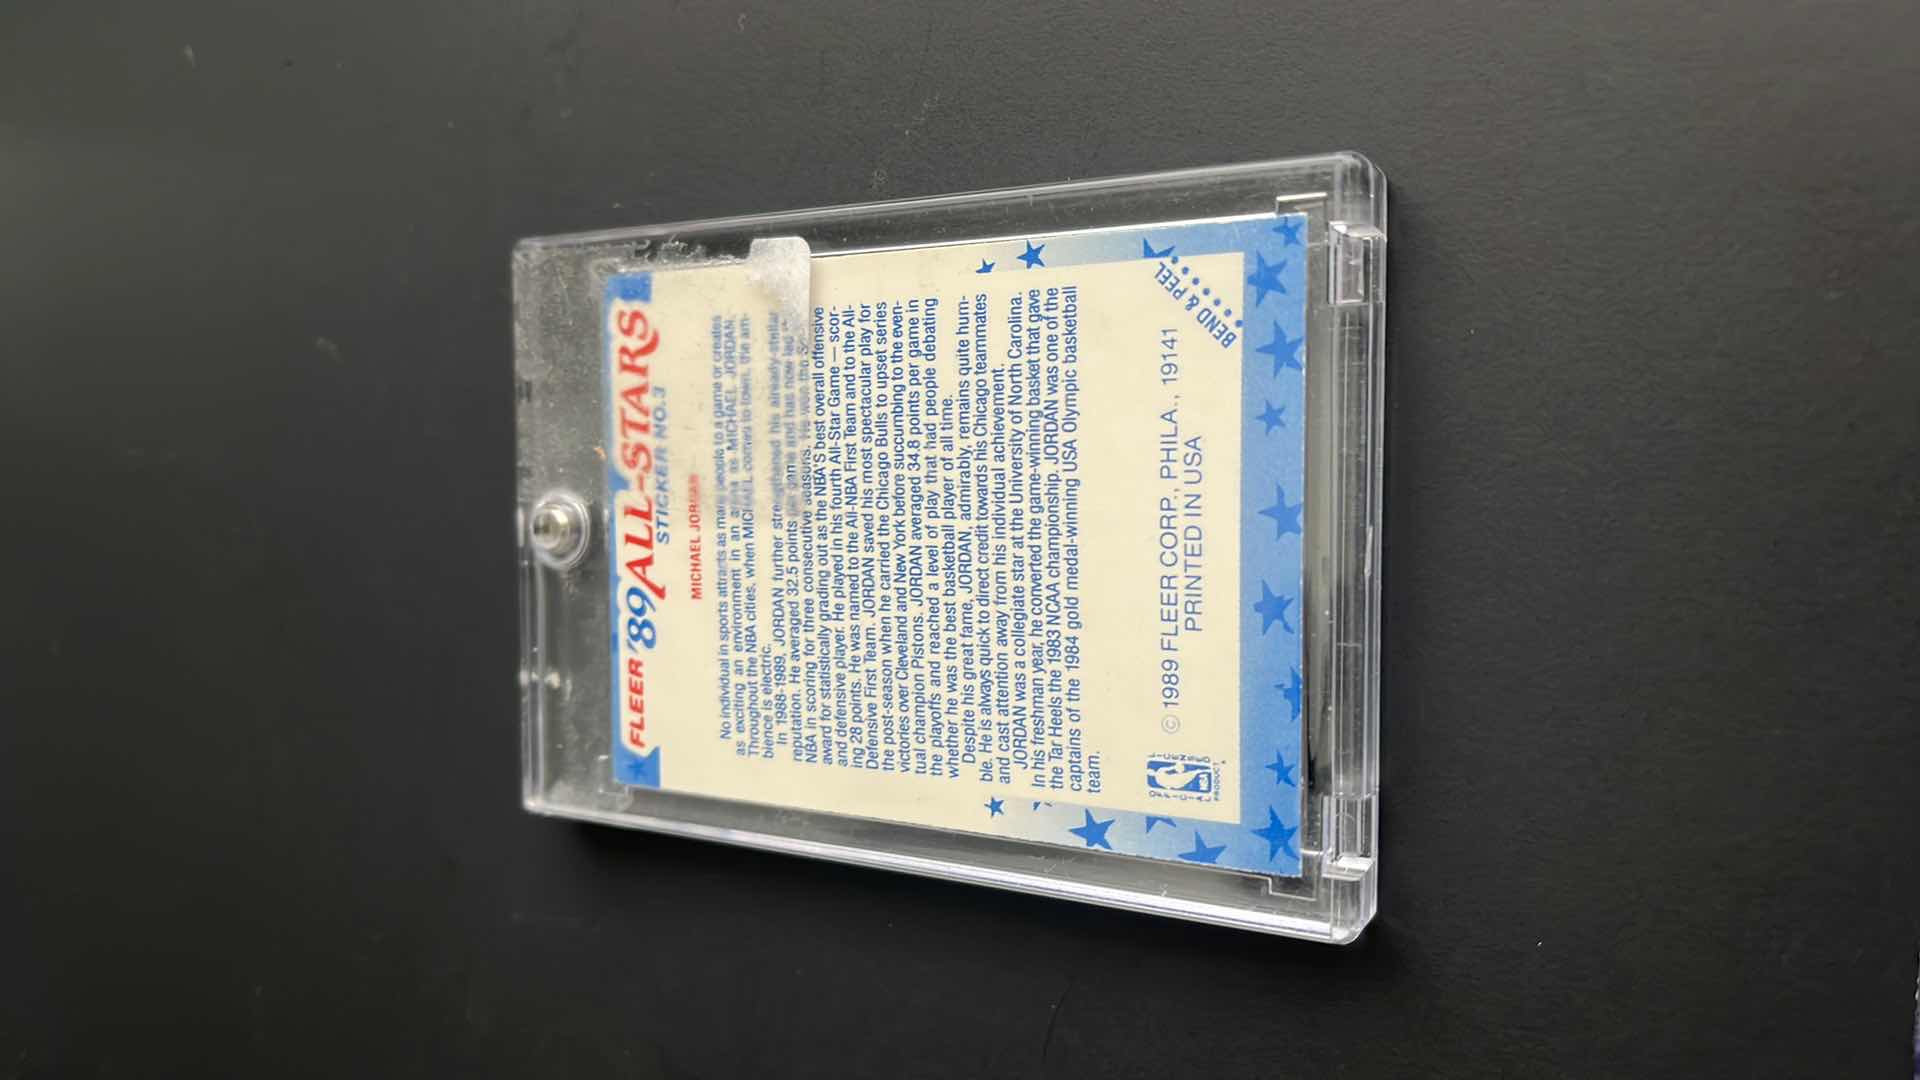 FLEER '89 ALL-STARS
STICKER NO. 3
MICHAEL JORDAN
No individual in sports attracts as many people to a game or creates
as exciting an environment in an arena as MICHAEL JORDAN.
Throughout the NBA cities, when MICHAEL comes to town, the am-
bience is electric.
In 1988-1989, JORDAN further strengthened his already-stellar
reputation. He averaged 32.5 points per game and has now led
NBA in scoring for three consecutive seasons. He won the
award for statistically grading out as the NBA'S best overall offensive
and defensive player. He played in his fourth All-Star Game — scor-
ing 28 points. He was named to the All-NBA First Team and to the All-
Defensive First Team. JORDAN saved his most spectacular play for
the post-season when he carried the Chicago Bulls to upset series
victories over Cleveland and New York before succumbing to the even-
tual champion Pistons. JORDAN averaged 34.8 points per game in
the playoffs and reached a level of play that had people debating
whether he was the best basketball player of all time.
Despite his great fame, JORDAN, admirably, remains quite hum-
ble. He is always quick to direct credit towards his Chicago teammates
and cast attention away from his individual achievement.
JORDAN was a collegiate star at the University of North Carolina.
In his freshman year, he converted the game-winning basket that gave
the Tar Heels the 1983 NCAA championship. JORDAN was one of the
captains of the 1984 gold medal-winning USA Olympic basketball
team.
BEND & PEEL
OFFICIAL LICENSED
NBA
PRODUCT
© 1989 FLEER CORP., PHILA., 19141
PRINTED IN USA